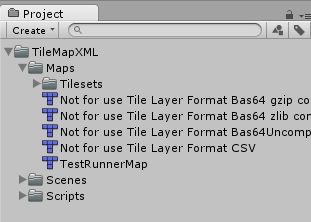 Project
Create
TileMapXML
Maps
Tilesets
Not for use Tile Layer Format Bas64 gzip co
Not for use Tile Layer Format Bas64 zlib con
Not for use Tile Layer Format Bas64Uncomp
Not for use Tile Layer Format CSV
TestRunnerMap
Scenes
Scripts